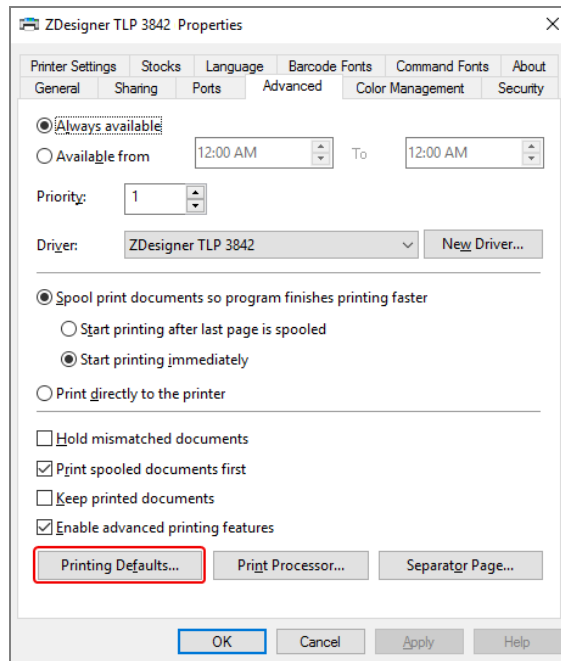 ZDesigner TLP 3842 Properties
Printer Settings Stocks Language Barcode Fonts Command Fonts About
General Sharing Ports Advanced Color Management Security
Always available
Available from 12:00 AM To 12:00 AM
Priority: 1
Driver: ZDesigner TLP 3842 New Driver...
Spool print documents so program finishes printing faster
Start printing after last page is spooled
Start printing immediately
Print directly to the printer
Hold mismatched documents
Print spooled documents first
Keep printed documents
Enable advanced printing features
Printing Defaults... Print Processor... Separator Page...
OK Cancel Apply Help